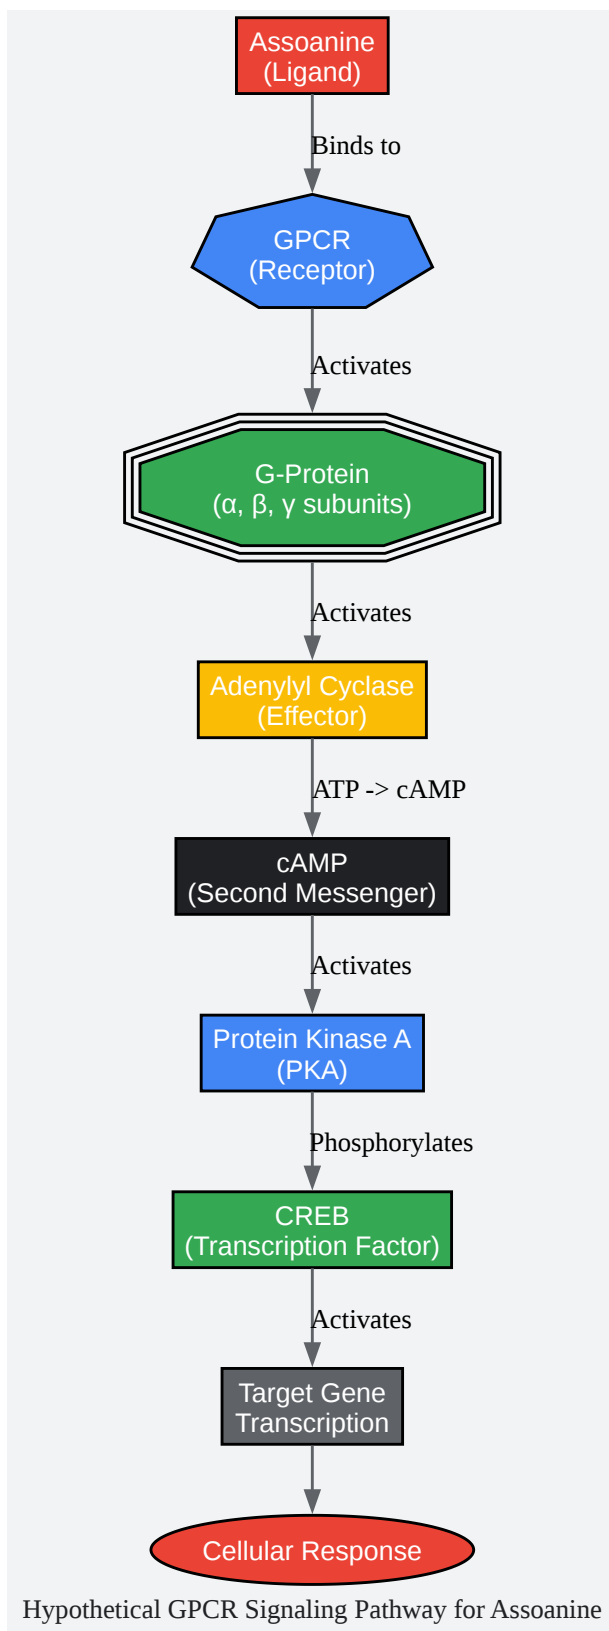 Assoanine
(Ligand)
Binds to
GPCR
(Receptor)
Activates
G-Protein
(α, β, γ subunits)
Activates
Adenylyl Cyclase
(Effector)
ATP -> cAMP
cAMP
(Second Messenger)
Activates
Protein Kinase A
(PKA)
Phosphorylates
CREB
(Transcription Factor)
Activates
Target Gene
Transcription
Cellular Response
Hypothetical GPCR Signaling Pathway for Assoanine